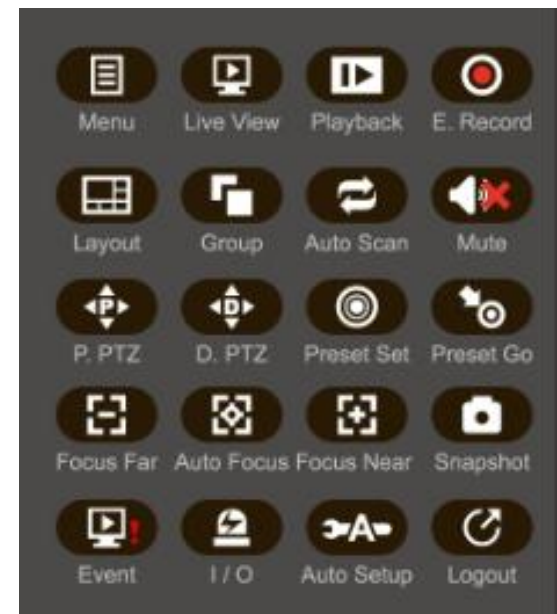 Menu Live View Playback E. Record
Layout Group Auto Scan Mute
P
D
P. PTZ D. PTZ Preset Set Preset Go
Focus Far Auto Focus Focus Near Snapshot
!
A
Event I / O Auto Setup Logout